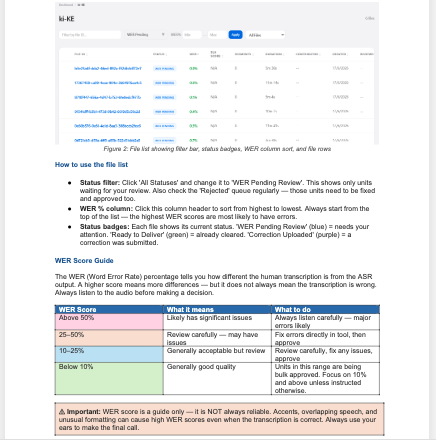 ki-KE
WER Pending
Apply
Figure 2: File list showing filter bar, status badges, WER column sort, and file rows
How to use the file list
● Status filter: Click 'All Statuses' and change it to 'WER Pending Review'. This shows only units
waiting for your review. Also check the 'Rejected' queue regularly — those units need to be fixed
and approved too.
● WER % column: Click this column header to sort from highest to lowest. Always start from the
top of the list — the highest WER scores are most likely to have errors.
● Status badges: Each file shows its current status. 'WER Pending Review' (blue) = needs your
attention. 'Ready to Deliver' (green) = already cleared. 'Correction Uploaded' (purple) = a
correction was submitted.
WER Score Guide
The WER (Word Error Rate) percentage tells you how different the human transcription is from the ASR
output. A higher score means more differences — but it does not always mean the transcription is wrong.
Always listen to the audio before making a decision.
WER Score What it means What to do
Above 50% Likely has significant issues Always listen carefully — major
errors likely
25–50% Review carefully — may have Fix errors directly in tool, then
issues approve
10–25% Generally acceptable but review Review carefully, fix any issues,
approve
Below 10% Generally good quality Units in this range are being
bulk approved. Focus on 10%
and above unless instructed
otherwise.
⚠ Important: WER score is a guide only — it is NOT always reliable. Accents, overlapping speech, and
unusual formatting can cause high WER scores even when the transcription is correct. Always use your
ears to make the final call.